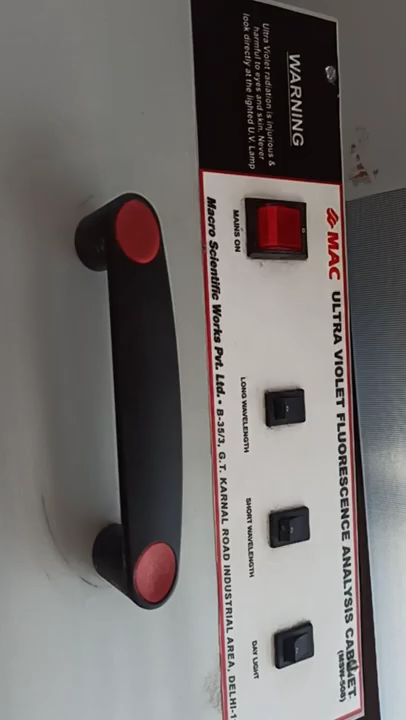 WARNING
Ultra Violet radiation is injurious &
harmful to eyes and skin. Never
look directly at the lighted U.V. Lamp
MAC ULTRA VIOLET FLUORESCENCE ANALYSIS CABINET
(MSW-508)
MAINS ON
LONG WAVELENGTH
SHORT WAVELENGTH
DAY LIGHT
Macro Scientific Works Pvt. Ltd. • B-35/3, G.T. KARNAL ROAD INDUSTRIAL AREA, DELHI-1